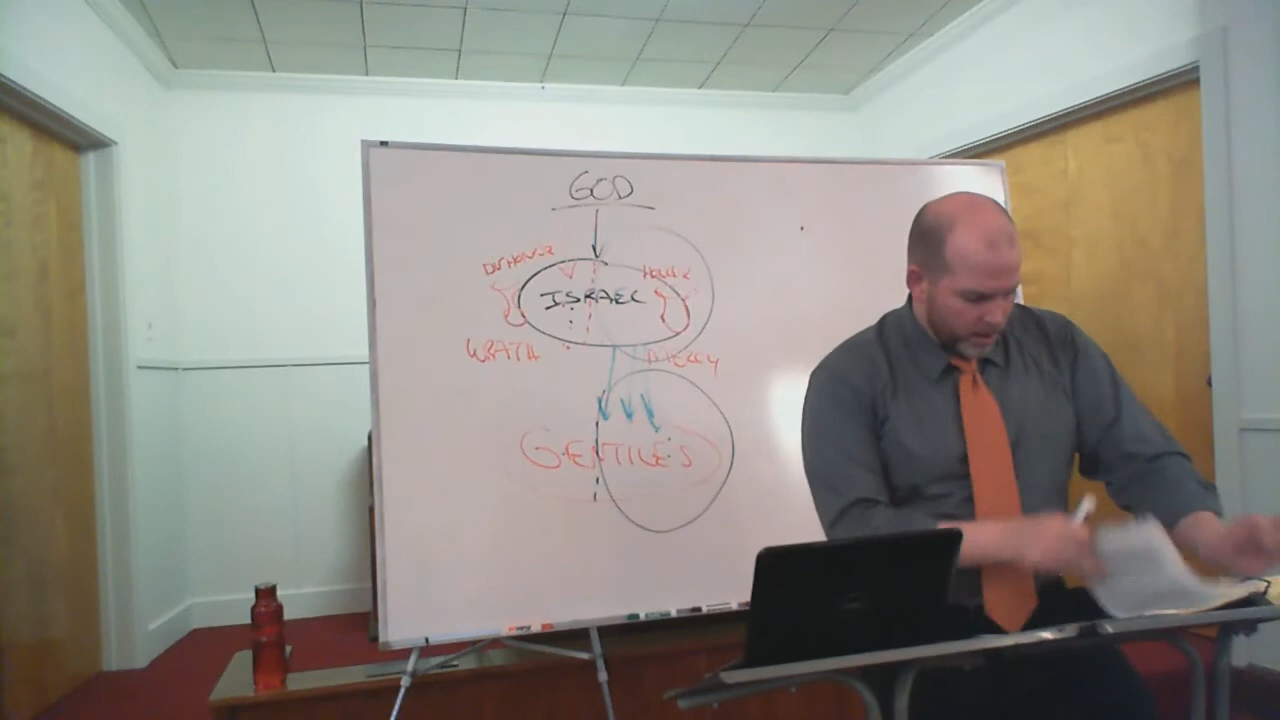 GOD
DISHONOR HONOR
ISRAEL
WRATH MERCY
GENTILES